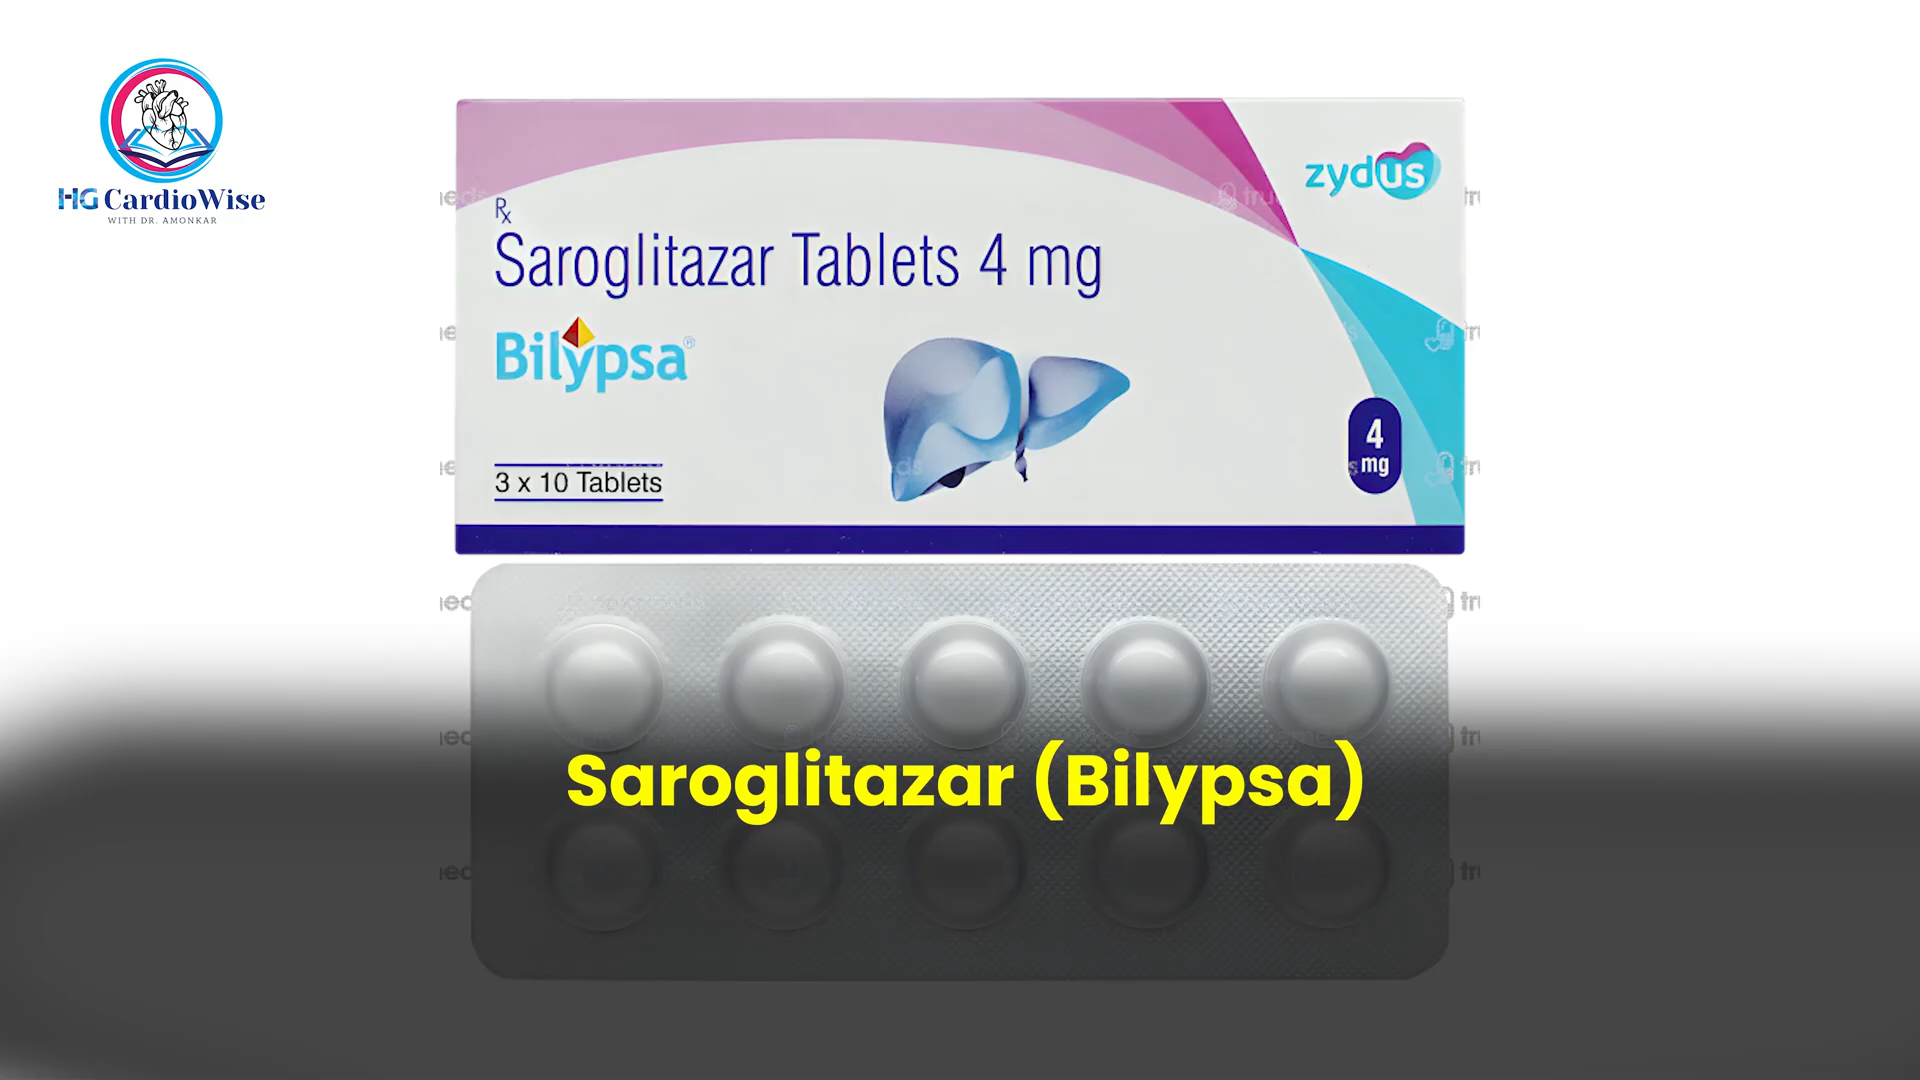 HG CardioWise
WITH DR. AMONKAR
zydus
Rx
Saroglitazar Tablets 4 mg
Bilypsa®
3 x 10 Tablets
4
mg
Saroglitazar (Bilypsa)